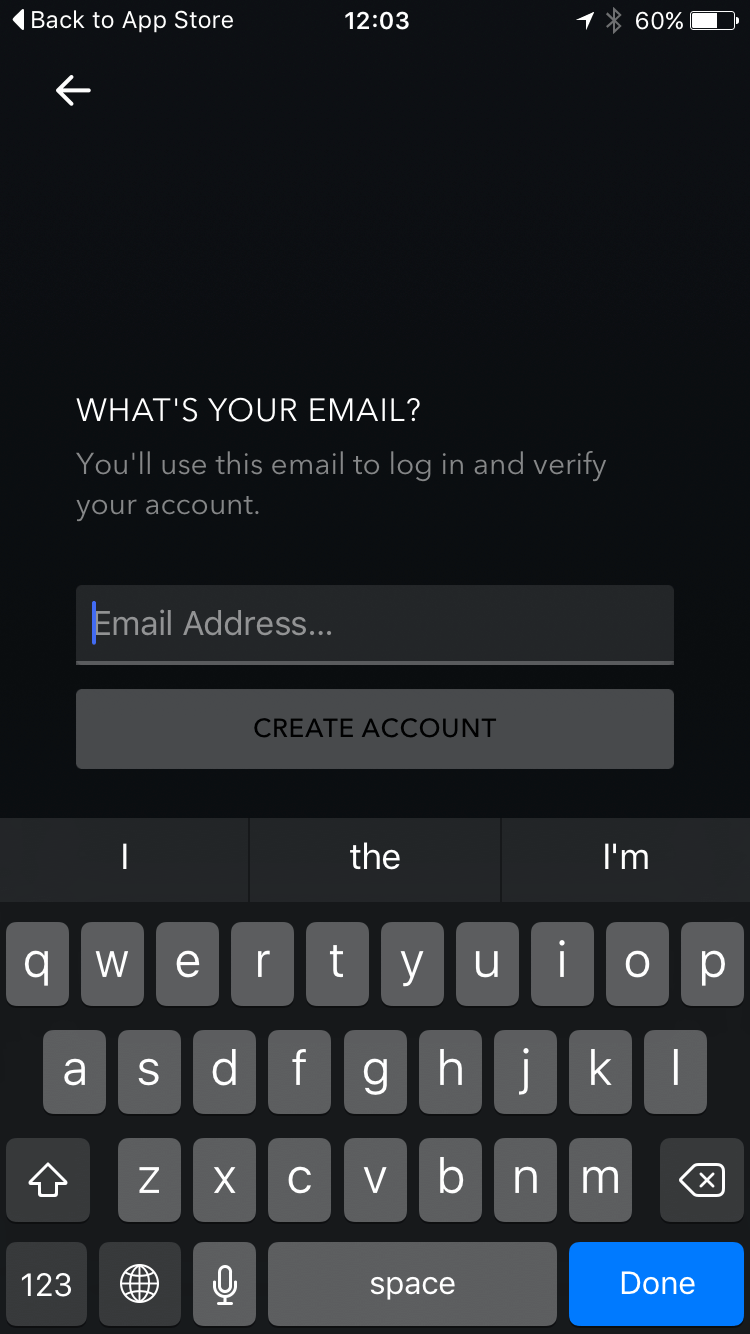 Back to App Store 12:03 60%
WHAT'S YOUR EMAIL?
You'll use this email to log in and verify
your account.
Email Address...
CREATE ACCOUNT
I the I'm
q w e r t y u i o p
a s d f g h j k l
z x c v b n m
123 space Done